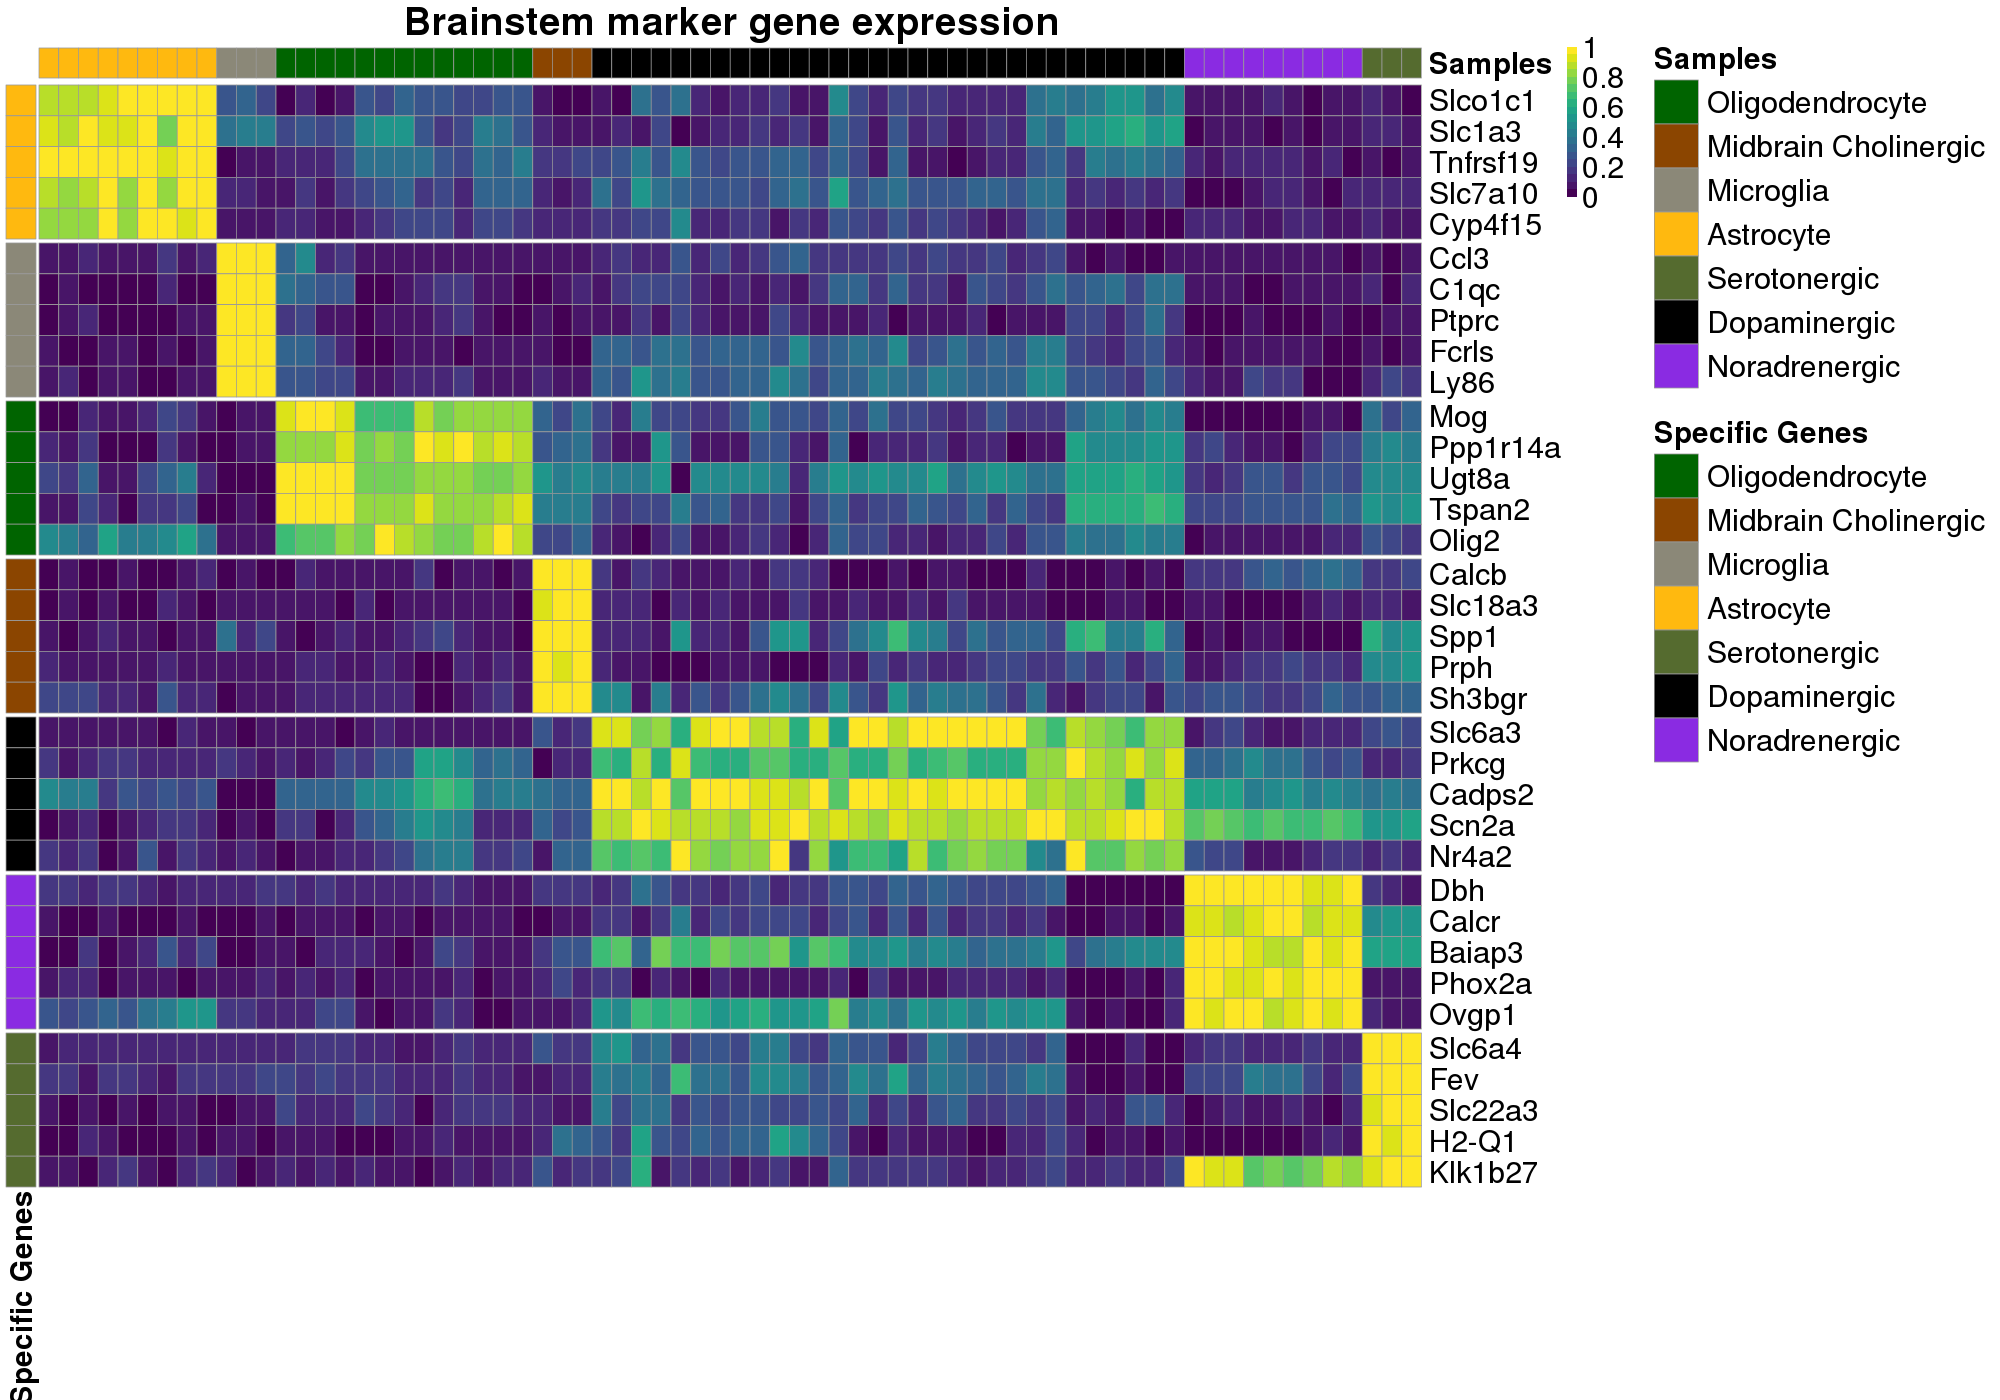 Brainstem marker gene expression
Samples
1
0.8
0.6
0.4
0.2
0
Slco1c1
Slc1a3
Tnfrsf19
Slc7a10
Cyp4f15
Ccl3
C1qc
Ptprc
Fcrls
Ly86
Mog
Ppp1r14a
Ugt8a
Tspan2
Olig2
Calcb
Slc18a3
Spp1
Prph
Sh3bgr
Slc6a3
Prkcg
Cadps2
Scn2a
Nr4a2
Dbh
Calcr
Baiap3
Phox2a
Ovgp1
Slc6a4
Fev
Slc22a3
H2-Q1
Klk1b27
Specific Genes
Samples
Oligodendrocyte
Midbrain Cholinergic
Microglia
Astrocyte
Serotonergic
Dopaminergic
Noradrenergic
Specific Genes
Oligodendrocyte
Midbrain Cholinergic
Microglia
Astrocyte
Serotonergic
Dopaminergic
Noradrenergic